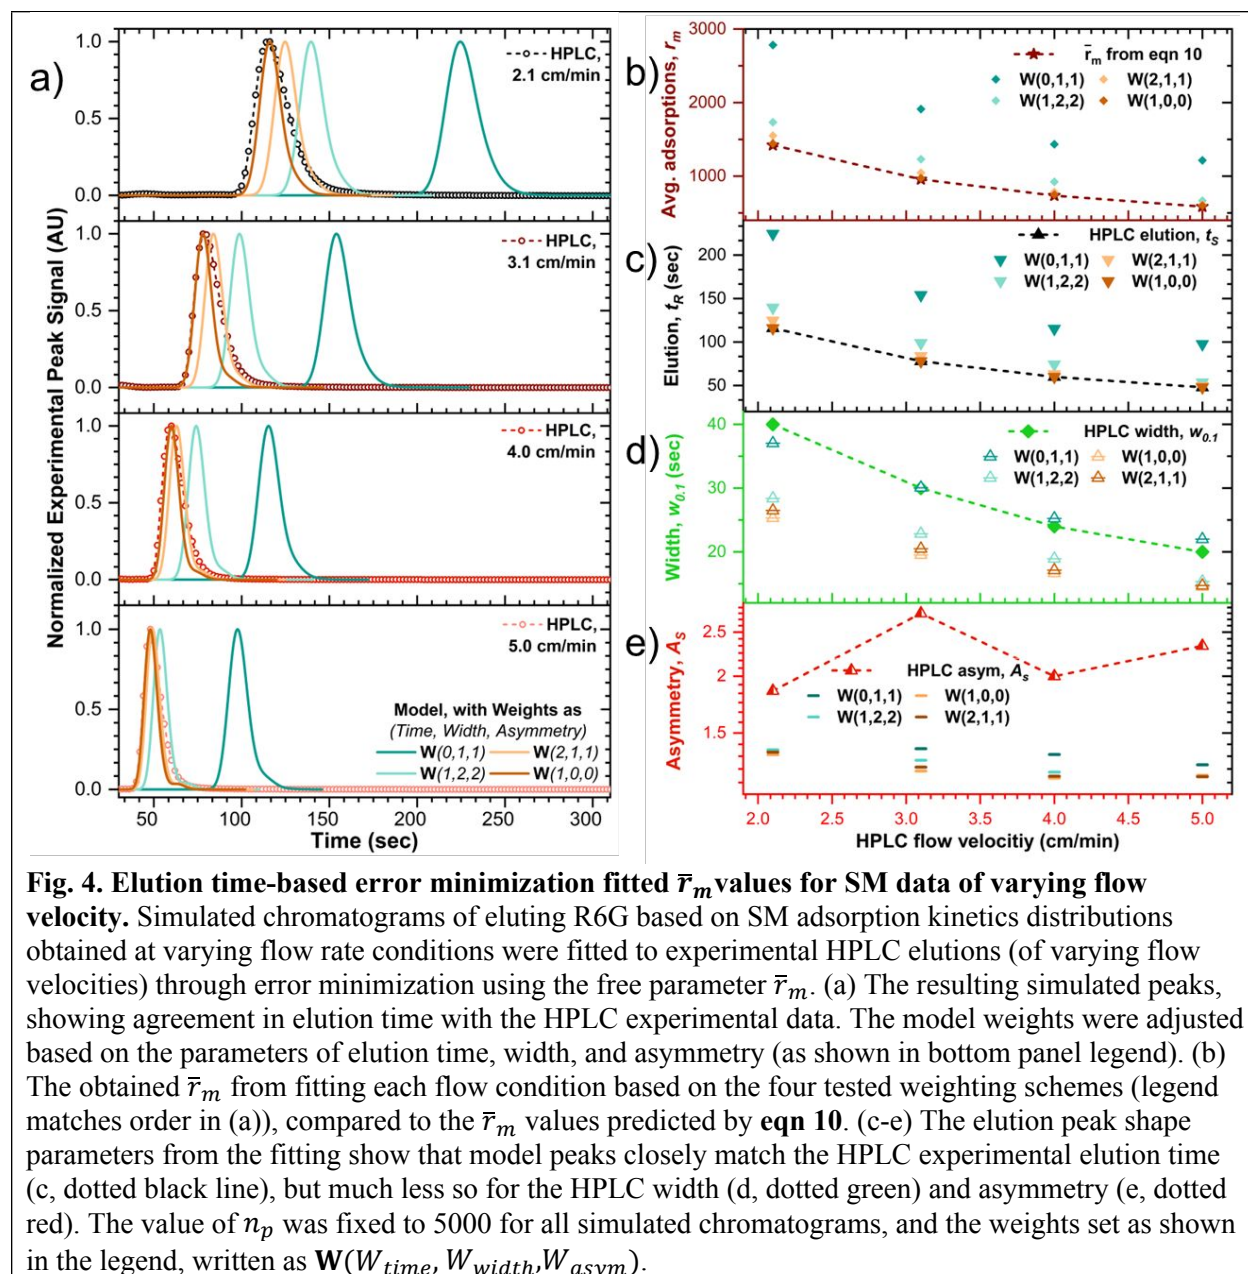 a)
1.0
0.5
0.0
HPLC,
2.1 cm/min
1.0
0.5
0.0
HPLC,
3.1 cm/min
1.0
0.5
0.0
HPLC,
4.0 cm/min
1.0
0.5
0.0
HPLC,
5.0 cm/min
Model, with Weights as
(Time, Width, Asymmetry)
W(0,1,1) W(2,1,1)
W(1,2,2) W(1,0,0)
50 100 150 200 250 300
Time (sec)
Normalized Experimental Peak Signal (AU)
b)
3000
2000
1000
Avg. adsorptions, r_m
r̄_m from eqn 10
W(0,1,1) W(2,1,1)
W(1,2,2) W(1,0,0)
c)
200
150
100
50
Elution, t_R (sec)
HPLC elution, t_S
W(0,1,1) W(2,1,1)
W(1,2,2) W(1,0,0)
d)
40
30
20
Width, w_0.1 (sec)
HPLC width, w_0.1
W(0,1,1) W(1,0,0)
W(1,2,2) W(2,1,1)
e)
2.5
2
1.5
Asymmetry, A_S
HPLC asym, A_s
W(0,1,1) W(1,0,0)
W(1,2,2) W(2,1,1)
2.0 2.5 3.0 3.5 4.0 4.5 5.0
HPLC flow velocitiy (cm/min)
Fig. 4. Elution time-based error minimization fitted r̄_m values for SM data of varying flow
velocity. Simulated chromatograms of eluting R6G based on SM adsorption kinetics distributions
obtained at varying flow rate conditions were fitted to experimental HPLC elutions (of varying flow
velocities) through error minimization using the free parameter r̄_m. (a) The resulting simulated peaks,
showing agreement in elution time with the HPLC experimental data. The model weights were adjusted
based on the parameters of elution time, width, and asymmetry (as shown in bottom panel legend). (b)
The obtained r̄_m from fitting each flow condition based on the four tested weighting schemes (legend
matches order in (a)), compared to the r̄_m values predicted by eqn 10. (c-e) The elution peak shape
parameters from the fitting show that model peaks closely match the HPLC experimental elution time
(c, dotted black line), but much less so for the HPLC width (d, dotted green) and asymmetry (e, dotted
red). The value of n_p was fixed to 5000 for all simulated chromatograms, and the weights set as shown
in the legend, written as W(W_time, W_width, W_asym).